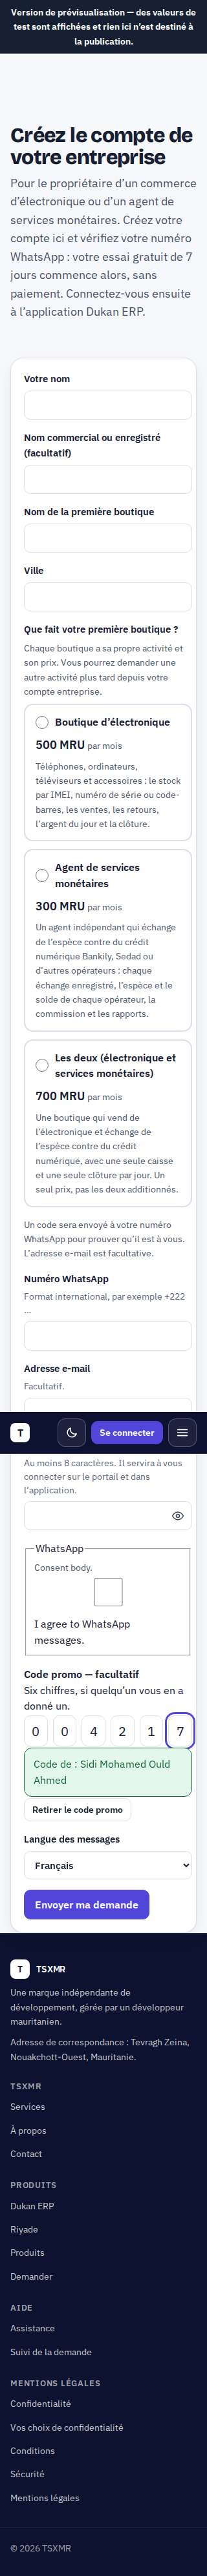 Version de prévisualisation — des valeurs de
test sont affichées et rien ici n’est destiné à
la publication.
Créez le compte de
votre entreprise
Pour le propriétaire d’un commerce
d’électronique ou d’un agent de
services monétaires. Créez votre
compte ici et vérifiez votre numéro
WhatsApp : votre essai gratuit de 7
jours commence alors, sans
paiement. Connectez-vous ensuite
à l’application Dukan ERP.
Votre nom
Nom commercial ou enregistré
(facultatif)
Nom de la première boutique
Ville
Que fait votre première boutique ?
Chaque boutique a sa propre activité et
son prix. Vous pourrez demander une
autre activité plus tard depuis votre
compte entreprise.
Boutique d’électronique
500 MRU par mois
Téléphones, ordinateurs,
téléviseurs et accessoires : le stock
par IMEI, numéro de série ou code-
barres, les ventes, les retours,
l’argent du jour et la clôture.
Agent de services
monétaires
300 MRU par mois
Un agent indépendant qui échange
de l’espèce contre du crédit
numérique Bankily, Sedad ou
d’autres opérateurs : chaque
échange enregistré, l’espèce et le
solde de chaque opérateur, la
commission et les rapports.
Les deux (électronique et
services monétaires)
700 MRU par mois
Une boutique qui vend de
l’électronique et échange de
l’espèce contre du crédit
numérique, avec une seule caisse
et une seule clôture par jour. Un
seul prix, pas les deux additionnés.
Un code sera envoyé à votre numéro
WhatsApp pour prouver qu’il est à vous.
L’adresse e-mail est facultative.
Numéro WhatsApp
Format international, par exemple +222
…
Adresse e-mail
Facultatif.
T
Se connecter
Au moins 8 caractères. Il servira à vous
connecter sur le portail et dans
l’application.
WhatsApp
Consent body.
I agree to WhatsApp
messages.
Code promo — facultatif
Six chiffres, si quelqu’un vous en a
donné un.
0 0 4 2 1 7
Code de : Sidi Mohamed Ould
Ahmed
Retirer le code promo
Langue des messages
Français
Envoyer ma demande
T TSXMR
Une marque indépendante de
développement, gérée par un développeur
mauritanien.
Adresse de correspondance : Tevragh Zeina,
Nouakchott-Ouest, Mauritanie.
TSXMR
Services
À propos
Contact
PRODUITS
Dukan ERP
Riyade
Produits
Demander
AIDE
Assistance
Suivi de la demande
MENTIONS LÉGALES
Confidentialité
Vos choix de confidentialité
Conditions
Sécurité
Mentions légales
© 2026 TSXMR